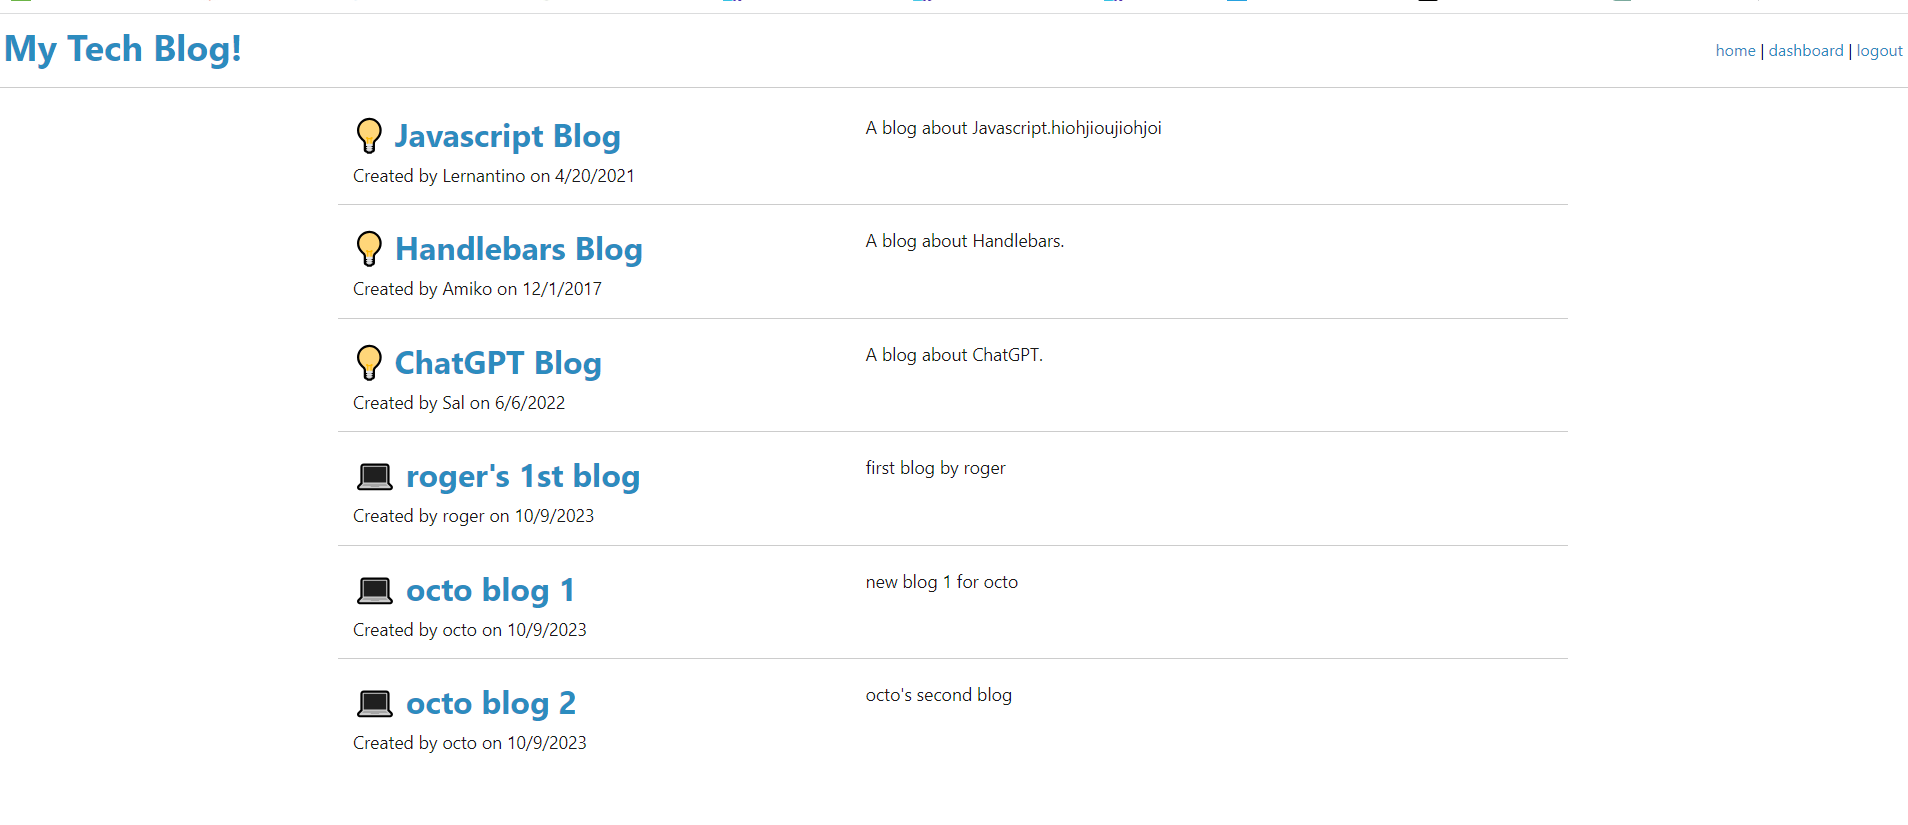 My Tech Blog!
home | dashboard | logout
Javascript Blog
A blog about Javascript.hiohjioujiohjoi
Created by Lernantino on 4/20/2021
Handlebars Blog
A blog about Handlebars.
Created by Amiko on 12/1/2017
ChatGPT Blog
A blog about ChatGPT.
Created by Sal on 6/6/2022
roger's 1st blog
first blog by roger
Created by roger on 10/9/2023
octo blog 1
new blog 1 for octo
Created by octo on 10/9/2023
octo blog 2
octo's second blog
Created by octo on 10/9/2023